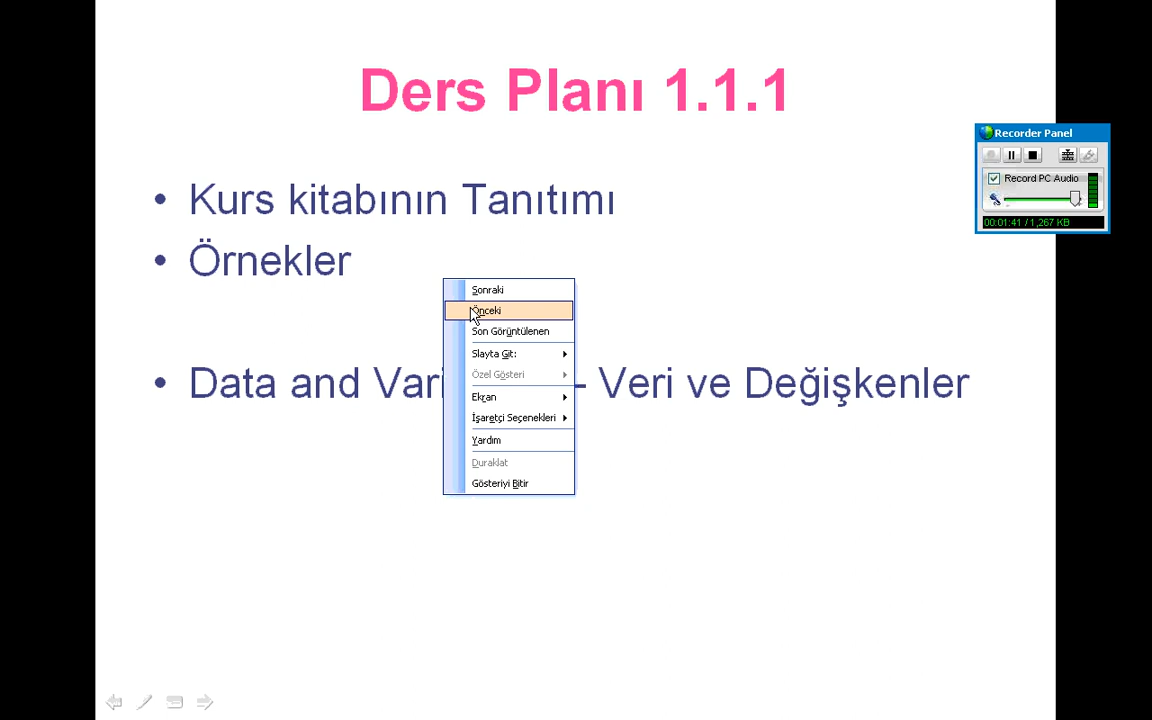 Ders Planı 1.1.1
Recorder Panel
Record PC Audio
00:01:41 / 1,267 KB
• Kurs kitabının Tanıtımı
• Örnekler
Sonraki
Önceki
Son Görüntülenen
Slayta Git:
Özel Gösteri
Ekran
İşaretçi Seçenekleri
Yardım
Duraklat
Gösteriyi Bitir
• Data and Vari - Veri ve Değişkenler